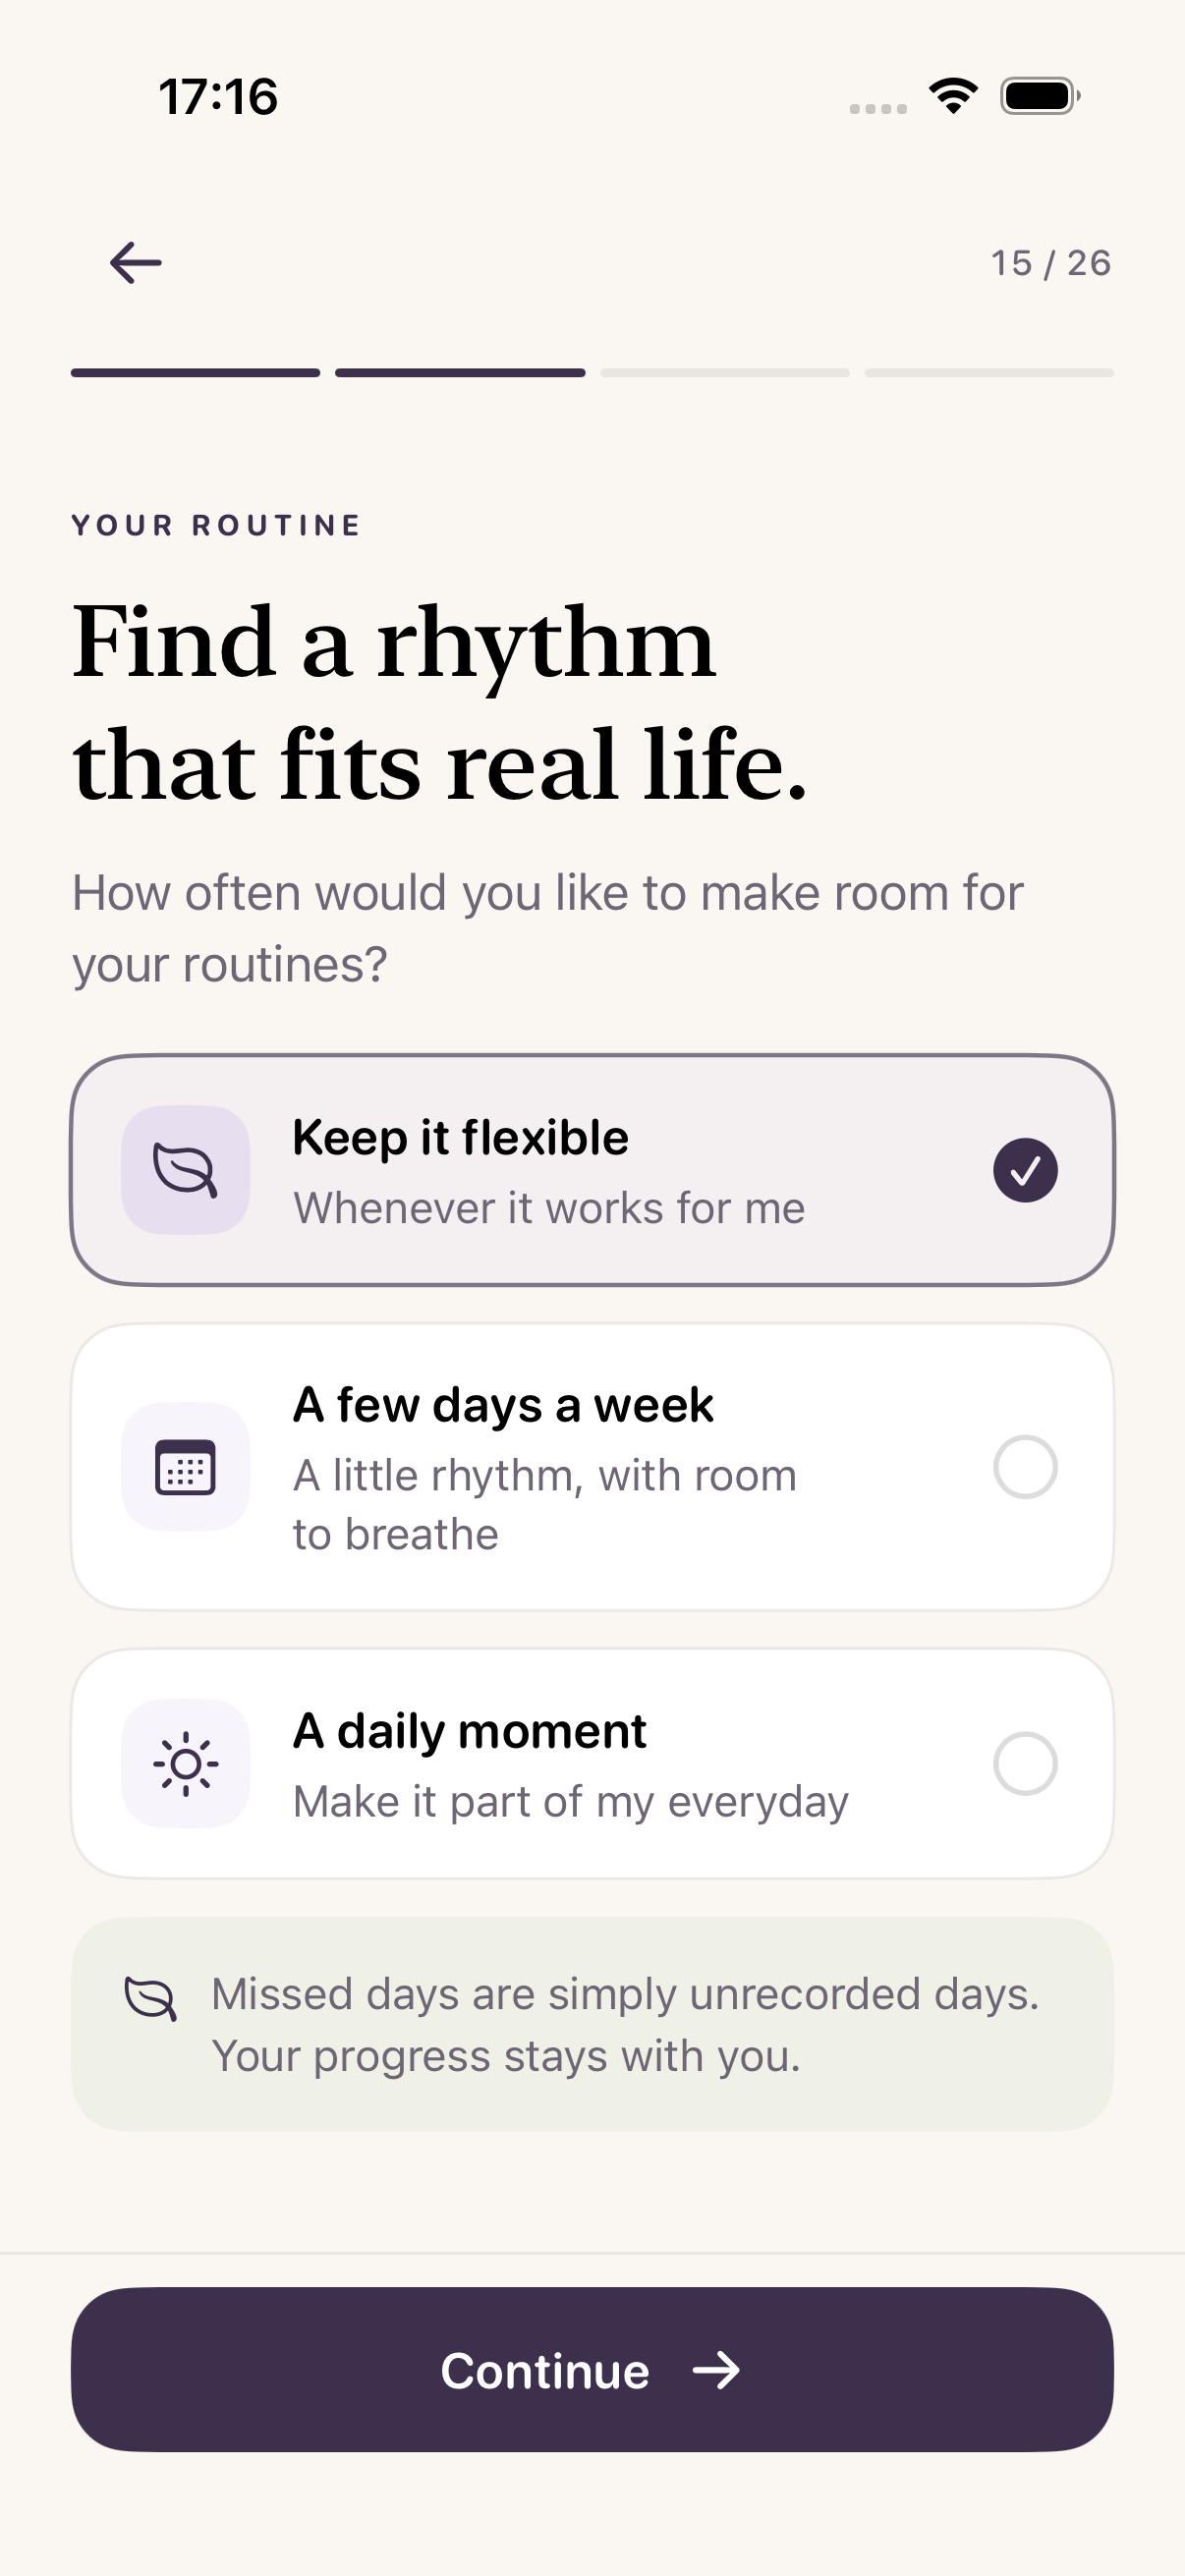 17:16
15 / 26
YOUR ROUTINE
Find a rhythm
that fits real life.
How often would you like to make room for
your routines?
Keep it flexible
Whenever it works for me
A few days a week
A little rhythm, with room
to breathe
A daily moment
Make it part of my everyday
Missed days are simply unrecorded days.
Your progress stays with you.
Continue